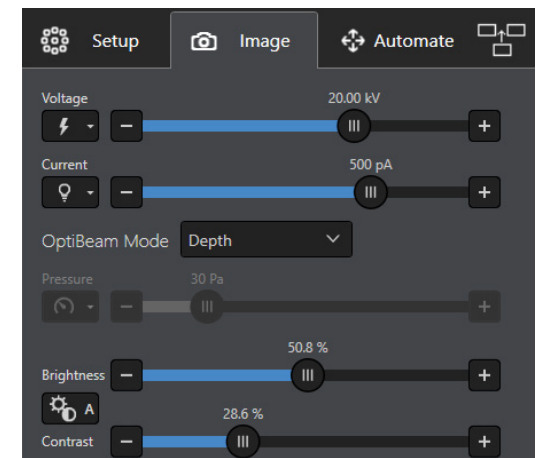 Setup Image Automate
Voltage
20.00 kV
Current
500 pA
OptiBeam Mode Depth
Pressure
30 Pa
50.8 %
Brightness
A
28.6 %
Contrast